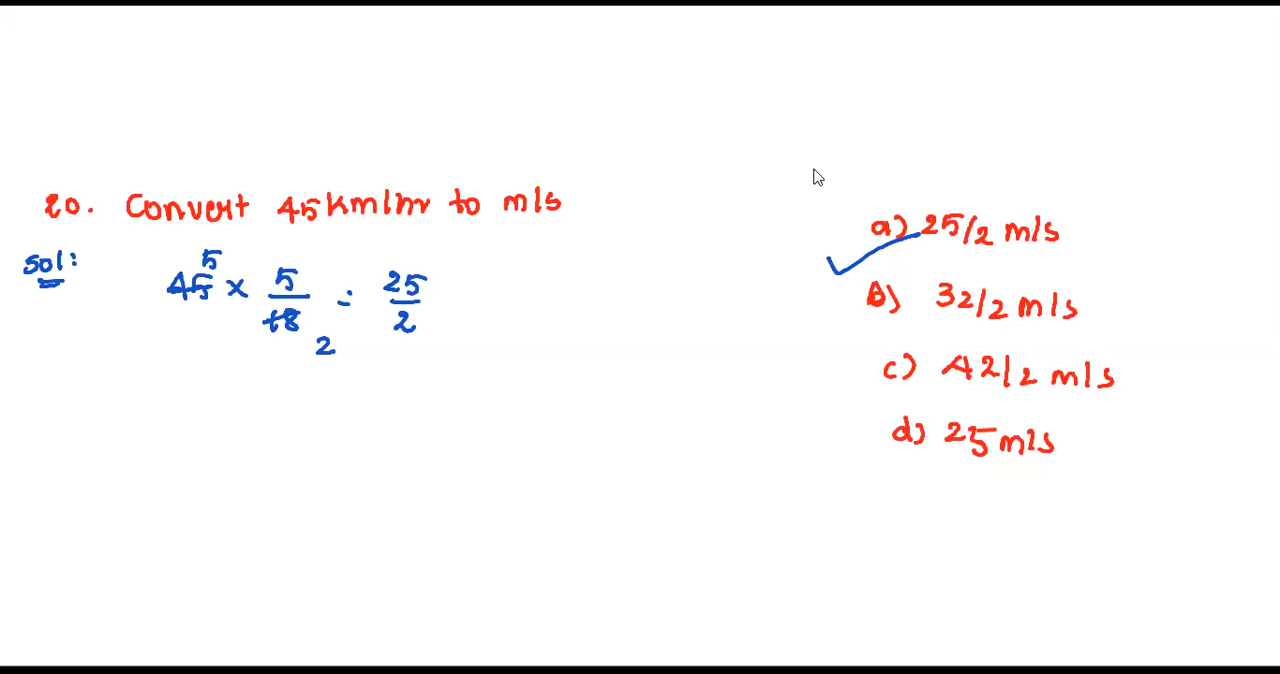 20. Convert 45km/hr to m/s
Sol:
45 5 × 5/18 2 = 25/2
a) 25/2 m/s
b) 32/2 m/s
c) 42/2 m/s
d) 25 m/s